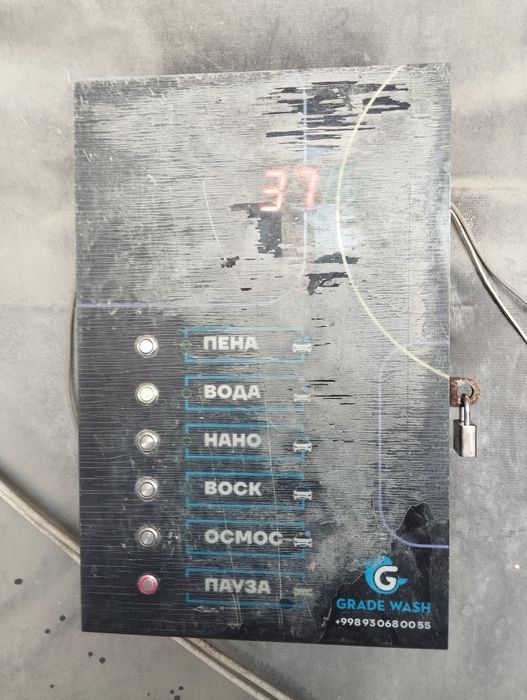 37
ПЕНА
ВОДА
НАНО
ВОСК
ОСМОС
ПАУЗА
G
GRADE WASH
+998930680055